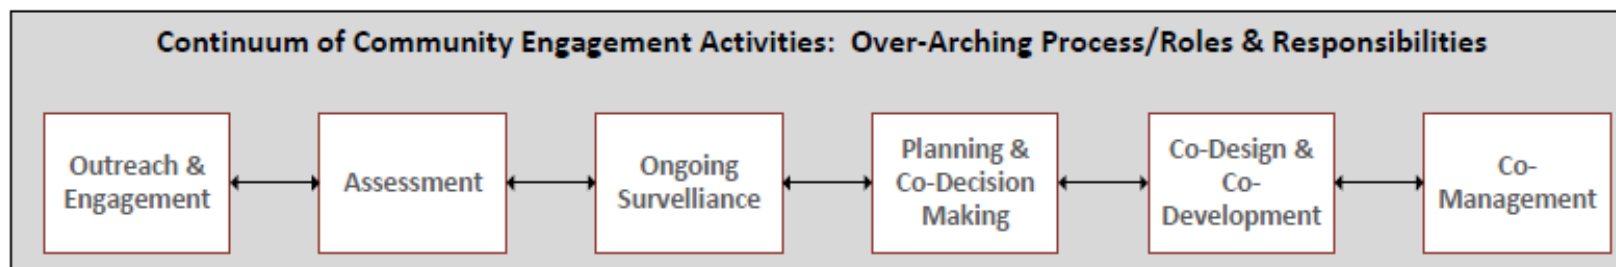 Continuum of Community Engagement Activities:  Over-Arching Process/Roles & Responsibilities
Outreach &
Engagement
Assessment
Ongoing
Survelliance
Planning &
Co-Decision
Making
Co-Design &
Co-
Development
Co-
Management